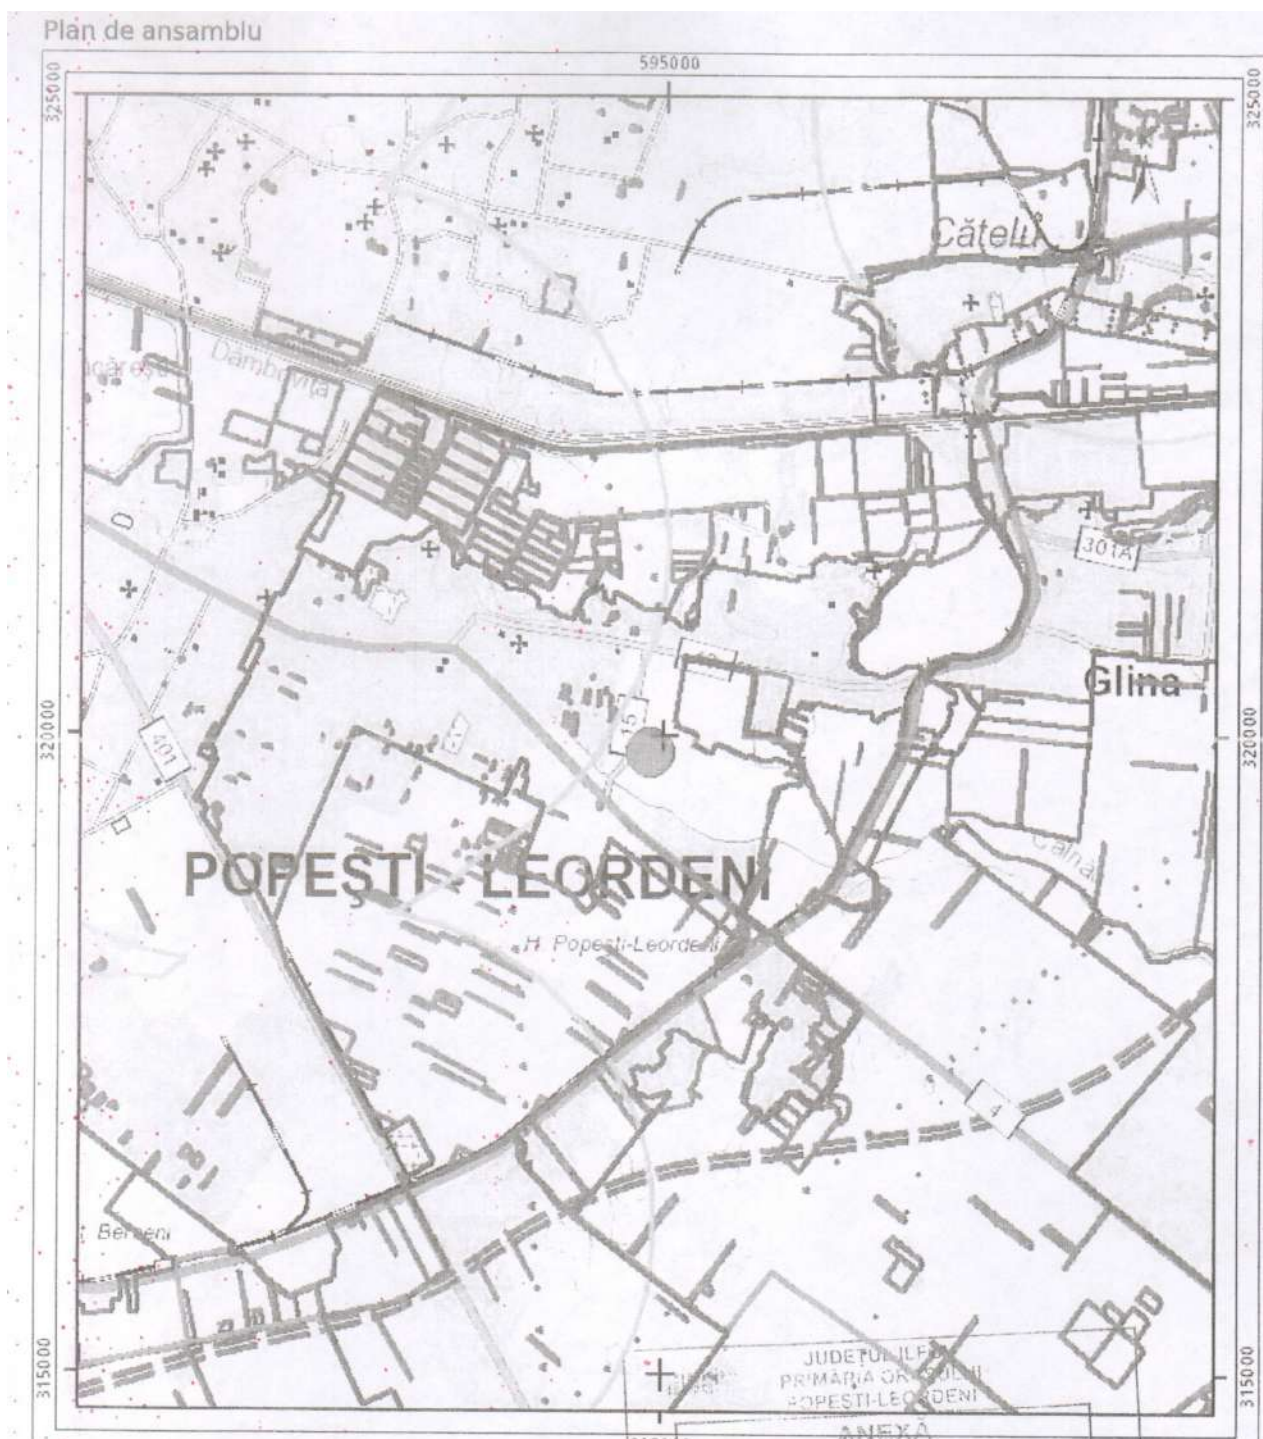 Plan de ansamblu
595000
325000
325000
Cățelu
Dâmbovița
301A
Glina
15
401
320000
320000
POPEȘTI - LEORDENI
Câlnău
H. Popești-Leordeni
4
Berceni
JUDEȚUL ILFOV
PRIMĂRIA ORAȘULUI
POPEȘTI-LEORDENI
ANEXĂ
315000
315000